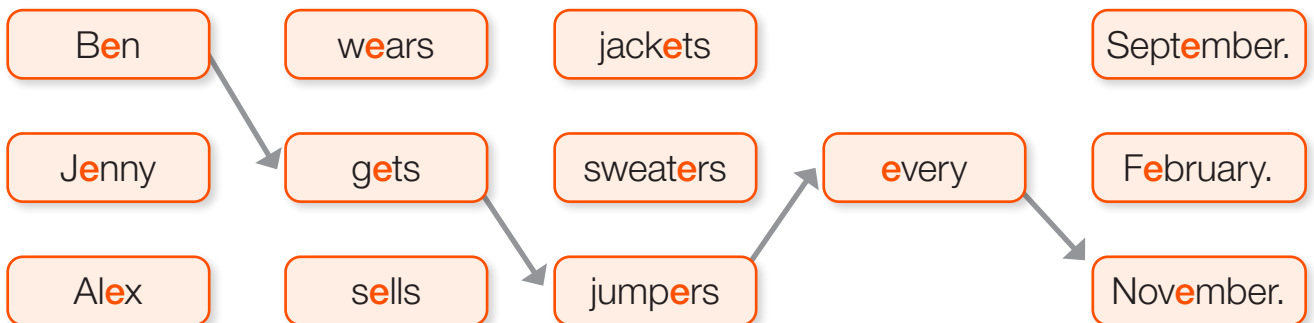 Ben wears jackets September.
Jenny gets sweaters every February.
Alex sells jumpers November.